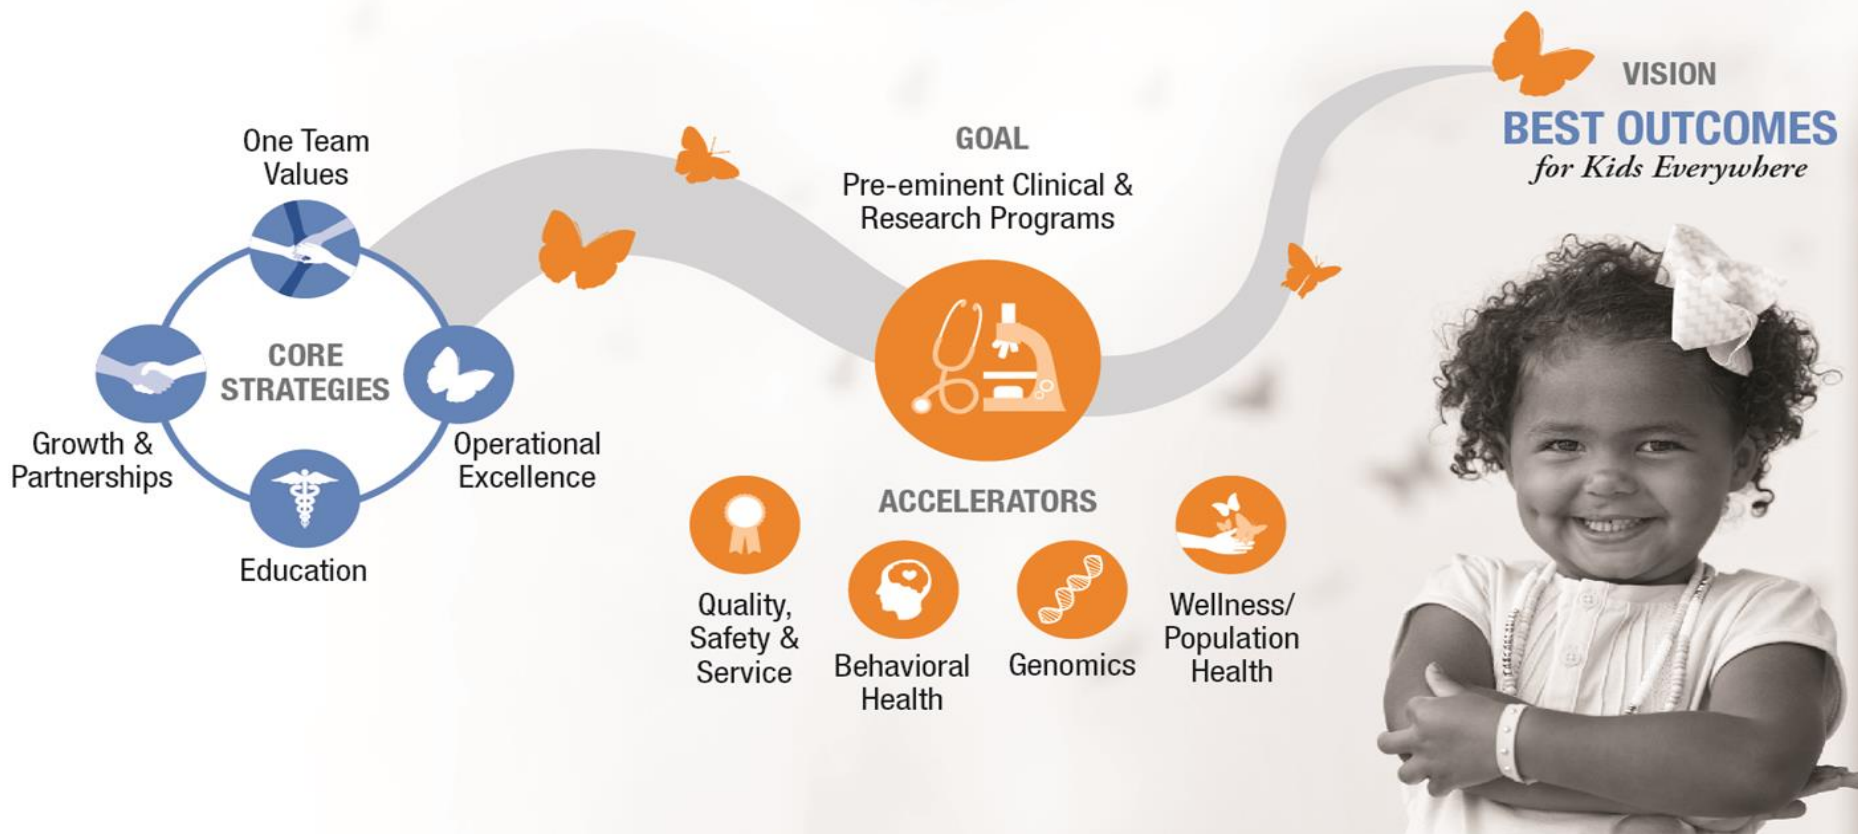 One Team
Values
CORE
STRATEGIES
Growth &
Partnerships
Operational
Excellence
Education
GOAL
Pre-eminent Clinical &
Research Programs
ACCELERATORS
Quality,
Safety &
Service
Behavioral
Health
Genomics
Wellness/
Population
Health
VISION
BEST OUTCOMES
for Kids Everywhere